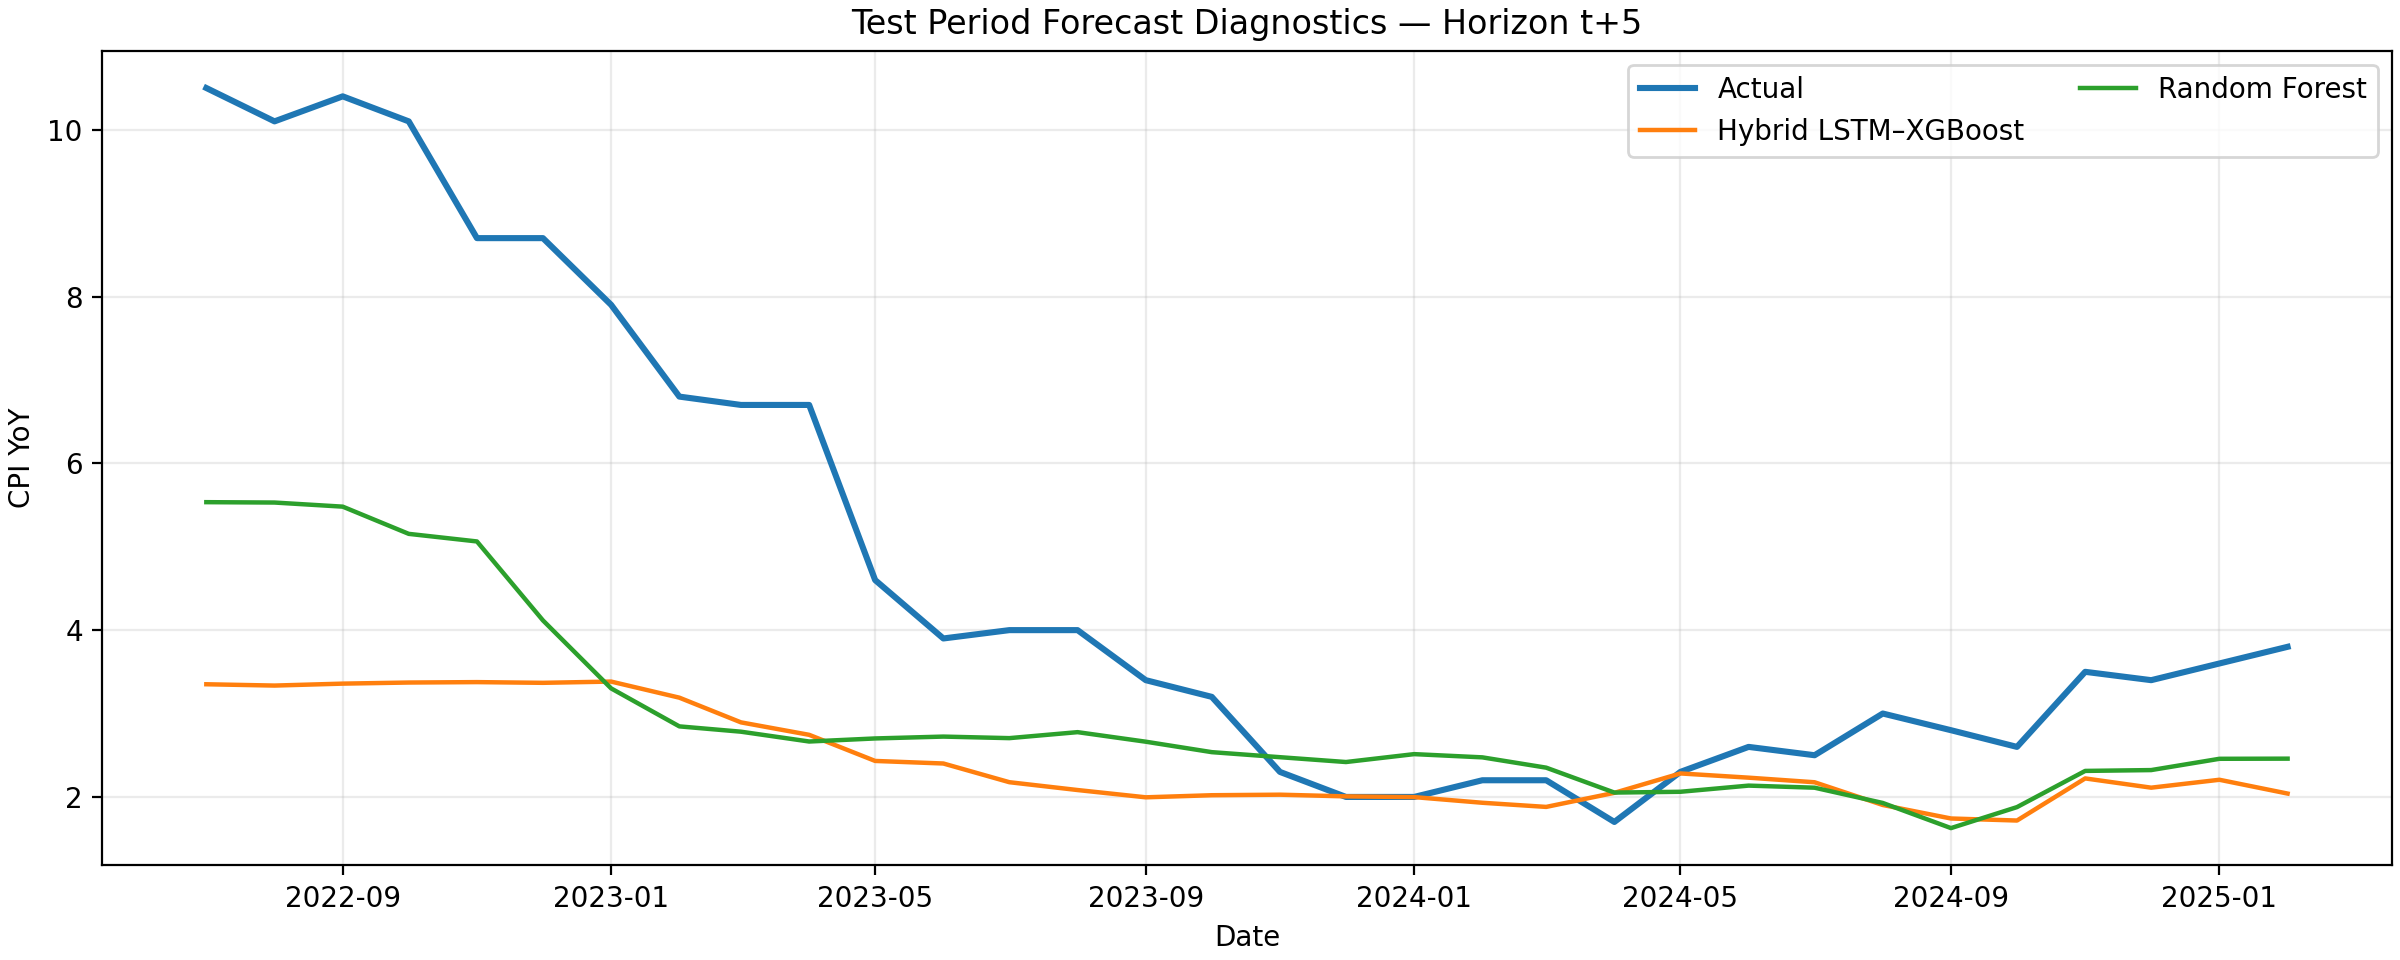 Test Period Forecast Diagnostics — Horizon t+5
Actual
Hybrid LSTM–XGBoost
Random Forest
CPI YoY
10
8
6
4
2
2022-09
2023-01
2023-05
2023-09
2024-01
2024-05
2024-09
2025-01
Date